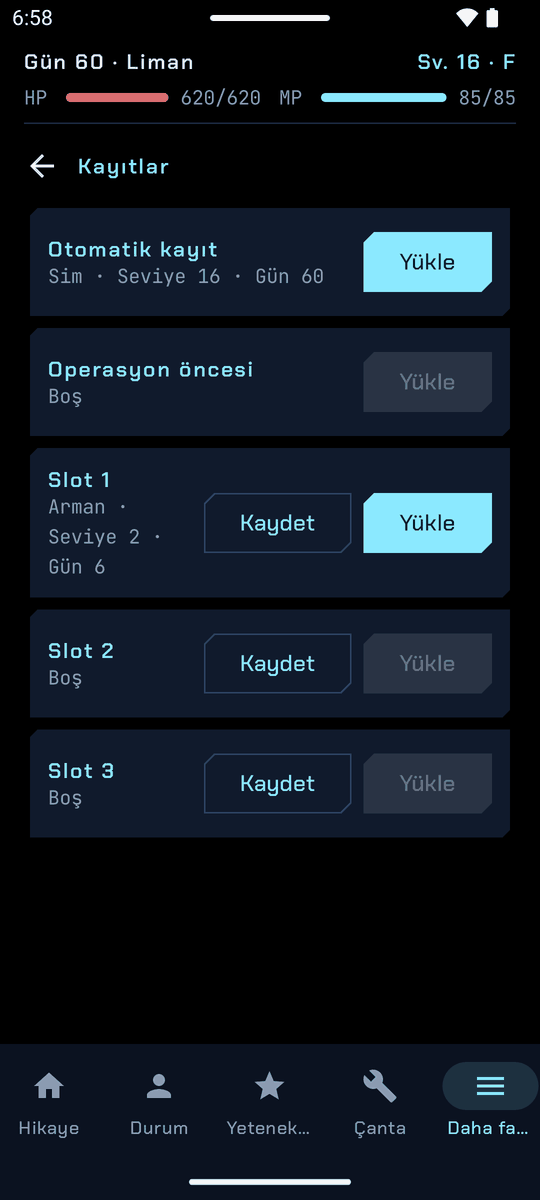 6:58
Gün 60 · Liman
Sv. 16 · F
HP 620/620 MP 85/85
Kayıtlar
Otomatik kayıt
Sim · Seviye 16 · Gün 60
Yükle
Operasyon öncesi
Boş
Yükle
Slot 1
Arman ·
Seviye 2 ·
Gün 6
Kaydet
Yükle
Slot 2
Boş
Kaydet
Yükle
Slot 3
Boş
Kaydet
Yükle
Hikaye
Durum
Yetenek...
Çanta
Daha fa...